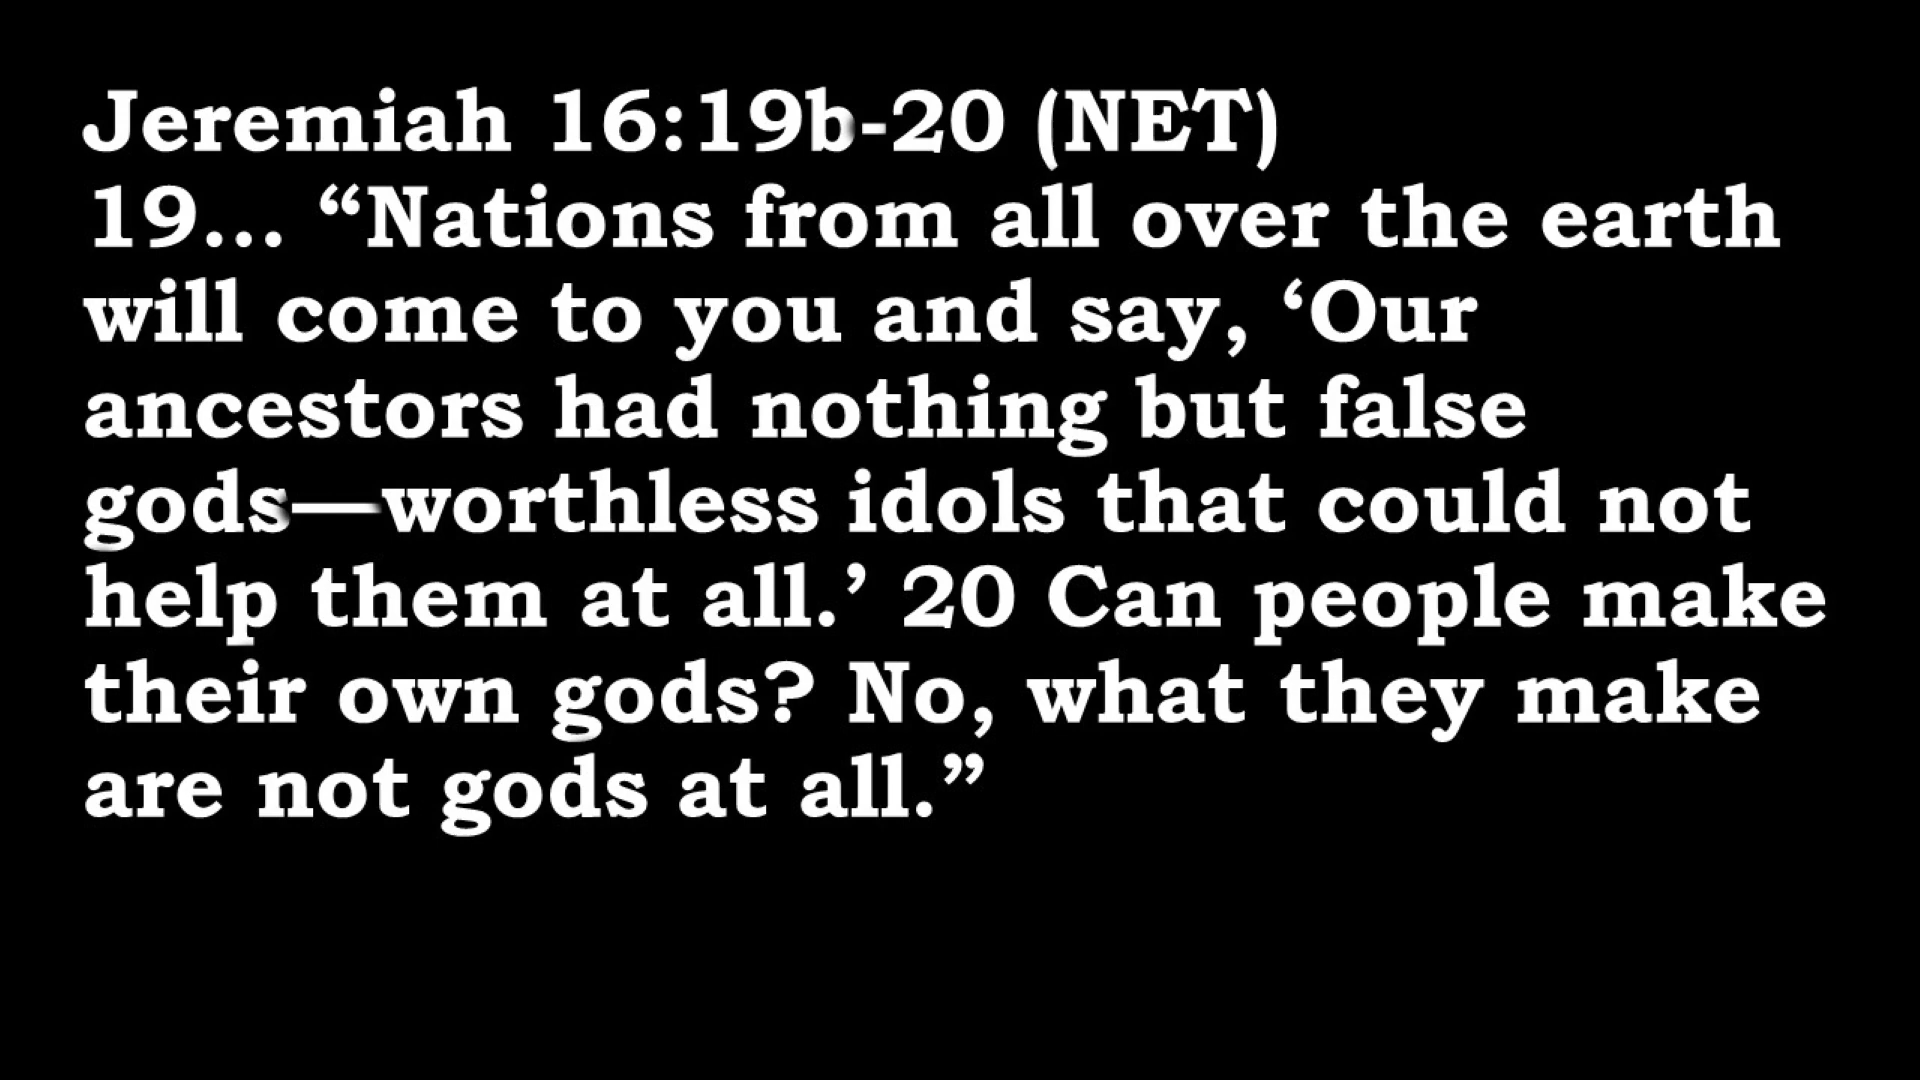 Jeremiah 16:19b-20 (NET)
19… “Nations from all over the earth
will come to you and say, ‘Our
ancestors had nothing but false
gods—worthless idols that could not
help them at all.’ 20 Can people make
their own gods? No, what they make
are not gods at all.”